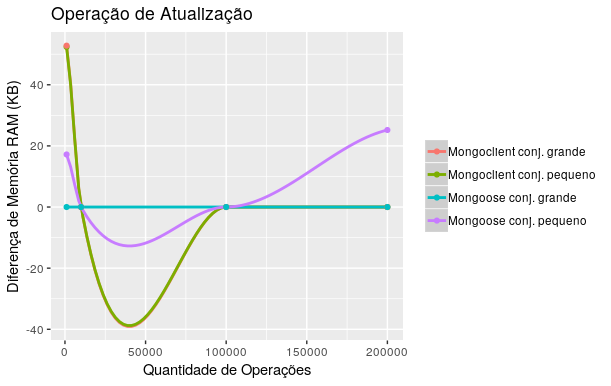 Operação de Atualização
Diferença de Memória RAM (KB)
40
20
0
-20
-40
0
50000
100000
150000
200000
Quantidade de Operações
Mongoclient conj. grande
Mongoclient conj. pequeno
Mongoose conj. grande
Mongoose conj. pequeno